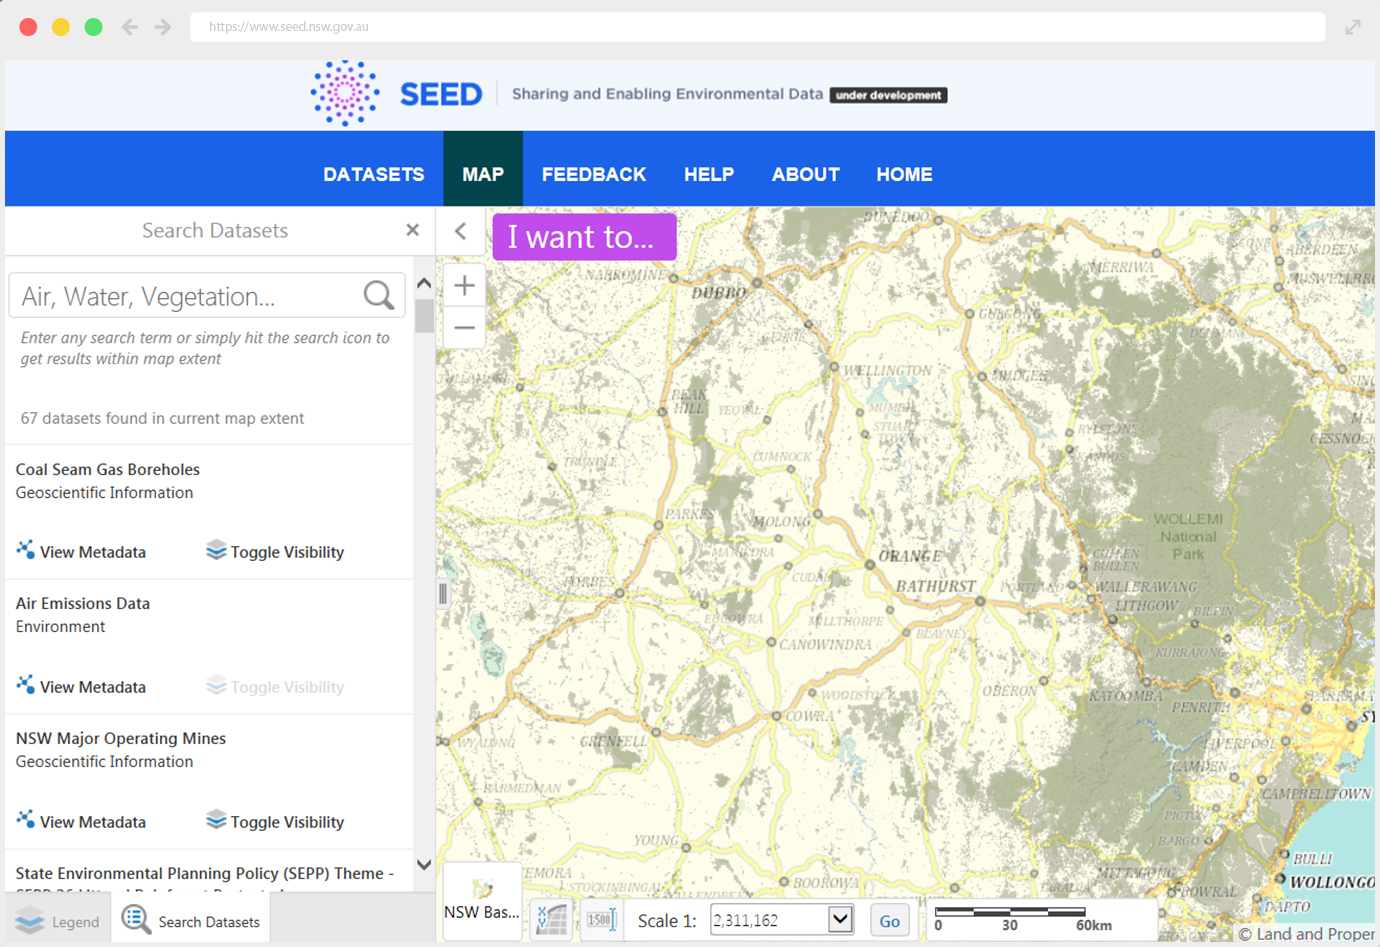 https://www.seed.nsw.gov.au
SEED
Sharing and Enabling Environmental Data under development
DATASETS MAP FEEDBACK HELP ABOUT HOME
Search Datasets
I want to...
Air, Water, Vegetation...
Enter any search term or simply hit the search icon to
get results within map extent
67 datasets found in current map extent
Coal Seam Gas Boreholes
Geoscientific Information
View Metadata Toggle Visibility
Air Emissions Data
Environment
View Metadata Toggle Visibility
NSW Major Operating Mines
Geoscientific Information
View Metadata Toggle Visibility
State Environmental Planning Policy (SEPP) Theme -
Legend
Search Datasets
DUNEDOO
ABERDEEN
MERRIWA
NARROMINE
DUBBO
GULGONG
WELLINGTON
MUDGEE
PEAK
HILL
YEOVAL
STUART
TOWN
RYLSTONE
KANDOS
CESSNOCK
CUMNOCK
TRUNDLE
PARKES
MOLONG
WOLLEMI
National
Park
MANILDRA
ORANGE
CULLEN
BULLEN
CUDAL
BATHURST
PORTLAND
WALLERAWANG
FORBES
LITHGOW
BILPIN
EUGOWRA
MILLTHORPE
BLAYNEY
CANOWINDRA
KURRAJONG
OBERON
KATOOMBA
WOODSTOCK
PENRITH
COWRA
WYALONG
GRENFELL
LIVERPOOL
CAMDEN
BARMEDMAN
CAMPBELLTOWN
BARGO
YOUNG
BULLI
MITTAGONG
WOLLONGO
STOCKINBINGAL
BOOROWA
BOWRAL
DAPTO
NSW Bas...
1:500
Scale 1: 2,311,162 Go
0 30 60km
© Land and Proper